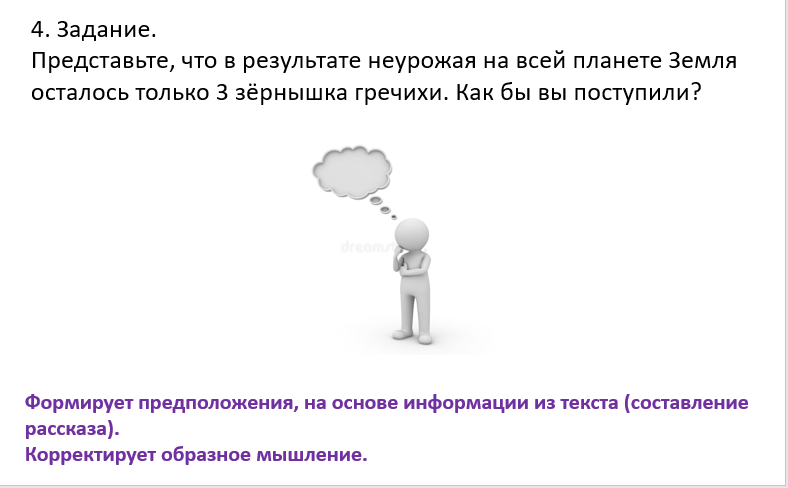 4. Задание.
Представьте, что в результате неурожая на всей планете Земля
осталось только 3 зёрнышка гречихи. Как бы вы поступили?
Формирует предположения, на основе информации из текста (составление
рассказа).
Корректирует образное мышление.